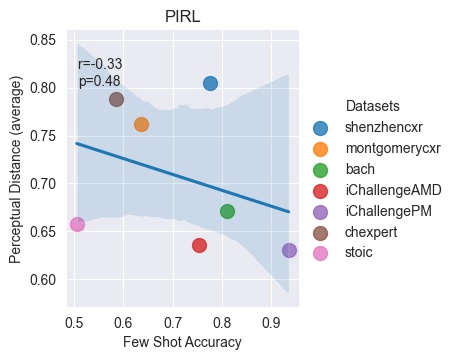 PIRL
r=-0.33
p=0.48
Perceptual Distance (average)
0.85
0.80
0.75
0.70
0.65
0.60
0.5 0.6 0.7 0.8 0.9
Few Shot Accuracy
Datasets
shenzhencxr
montgomerycxr
bach
iChallengeAMD
iChallengePM
chexpert
stoic